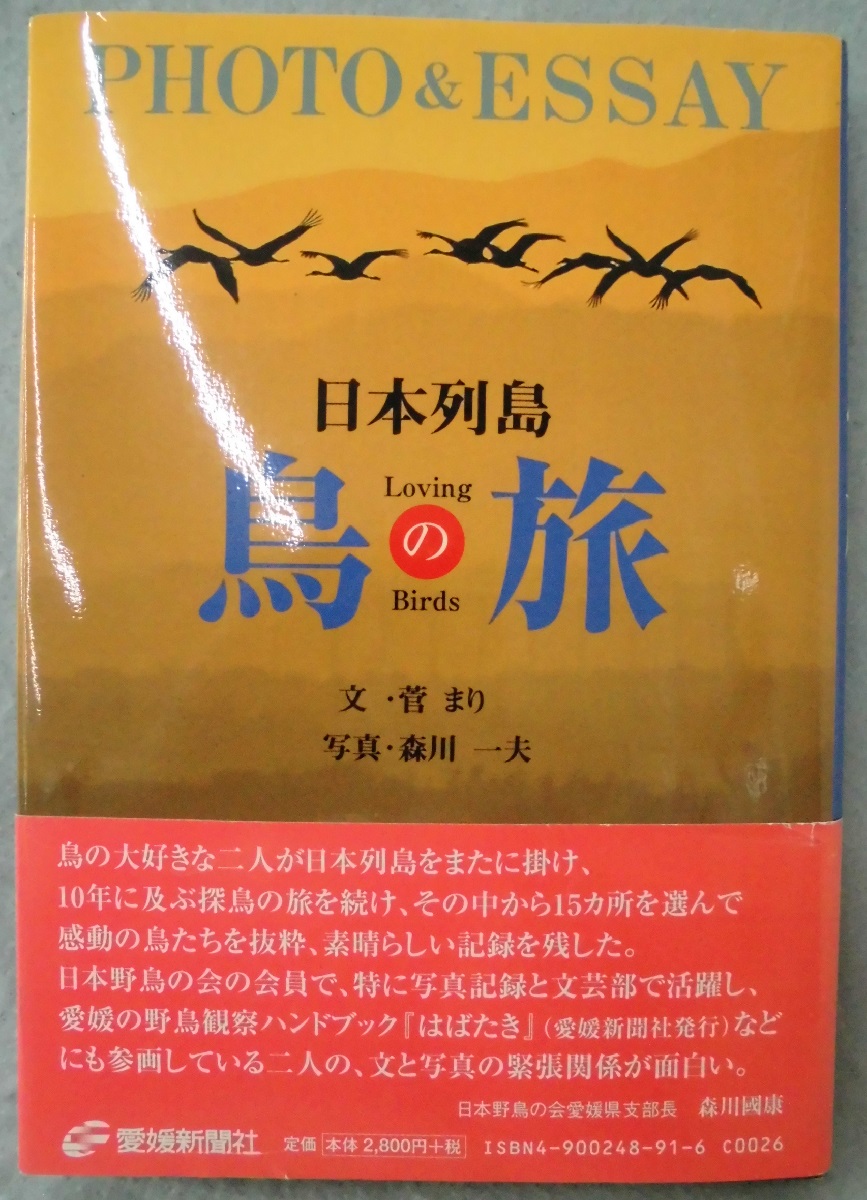 PHOTO & ESSAY
日本列島
鳥の旅
Loving
Birds
文・菅 まり
写真・森川 一夫
鳥の大好きな二人が日本列島をまたに掛け、
10年に及ぶ探鳥の旅を続け、その中から15カ所を選んで
感動の鳥たちを抜粋、素晴らしい記録を残した。
日本野鳥の会の会員で、特に写真記録と文芸部で活躍し、
愛媛の野鳥観察ハンドブック『はばたき』(愛媛新聞社発行)など
にも参画している二人の、文と写真の緊張関係が面白い。
日本野鳥の会愛媛県支部長 森川國康
愛媛新聞社 定価 本体 2,800円+税 ISBN4-900248-91-6 C0026